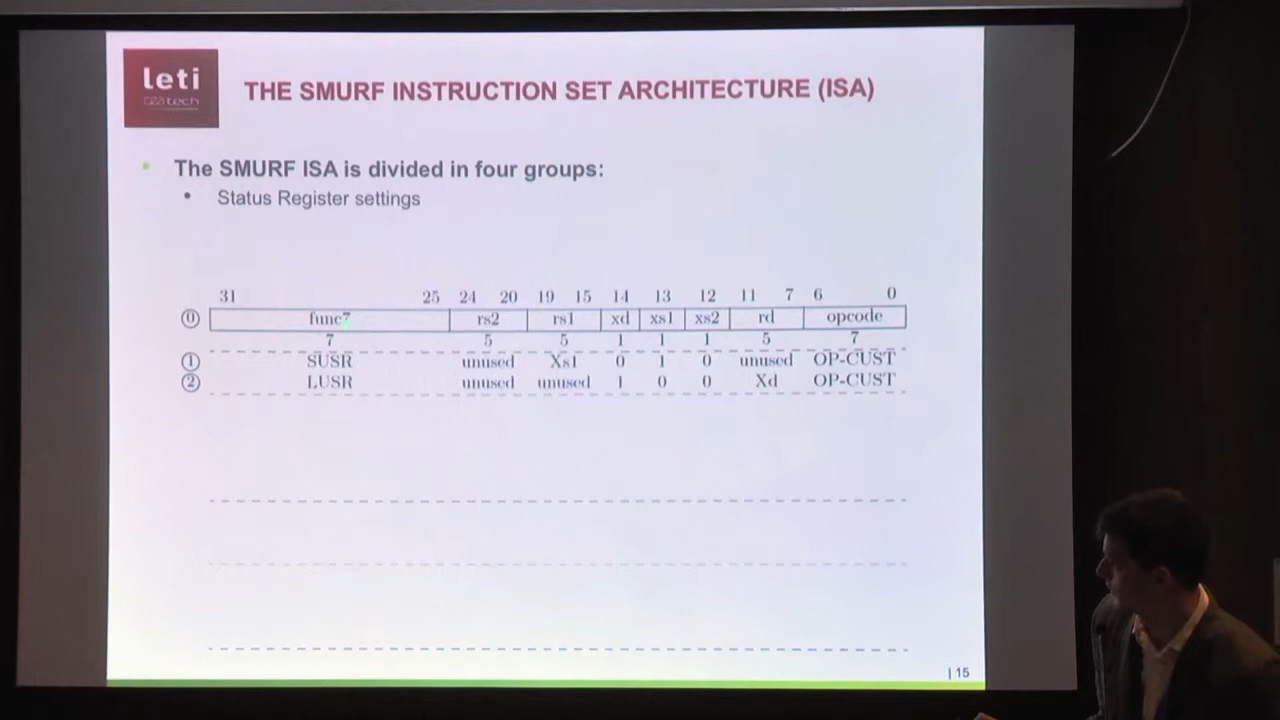 leti
ceatech
THE SMURF INSTRUCTION SET ARCHITECTURE (ISA)
• The SMURF ISA is divided in four groups:
• Status Register settings
31 25 24 20 19 15 14 13 12 11 7 6 0
⓪ func7 rs2 rs1 xd xs1 xs2 rd opcode
7 5 5 1 1 1 5 7
① SUSR unused Xs1 0 1 0 unused OP-CUST
② LUSR unused unused 1 0 0 Xd OP-CUST
| 15